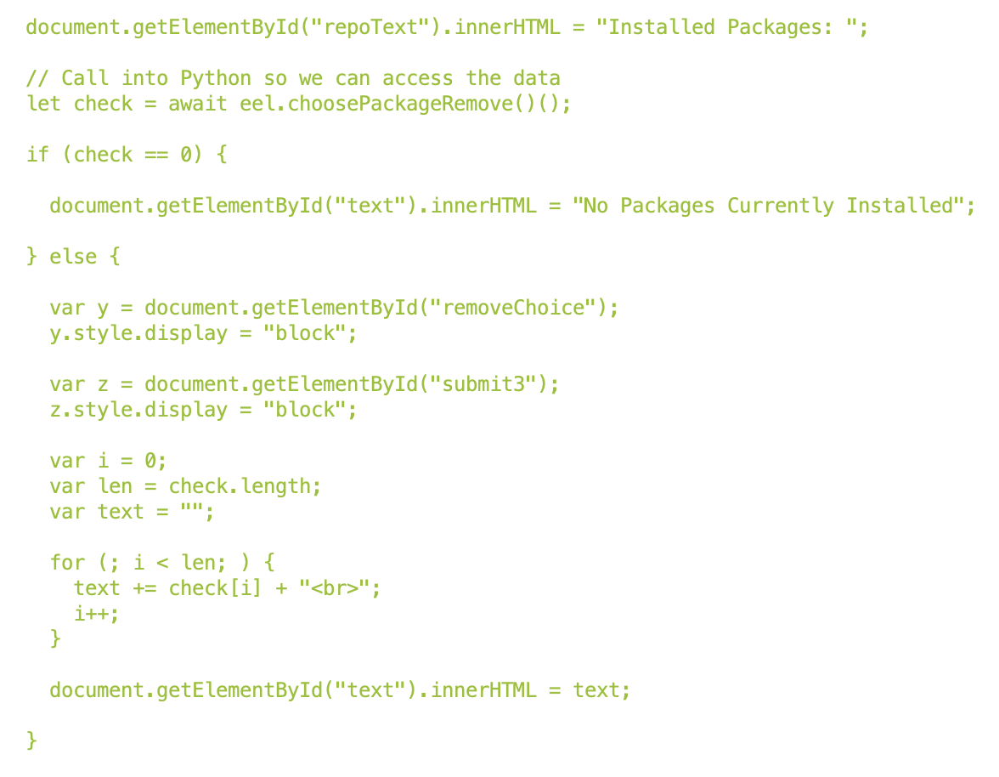 document.getElementById("repoText").innerHTML = "Installed Packages: ";

// Call into Python so we can access the data
let check = await eel.choosePackageRemove()();

if (check == 0) {

  document.getElementById("text").innerHTML = "No Packages Currently Installed";

} else {

  var y = document.getElementById("removeChoice");
  y.style.display = "block";

  var z = document.getElementById("submit3");
  z.style.display = "block";

  var i = 0;
  var len = check.length;
  var text = "";

  for (; i < len; ) {
    text += check[i] + "<br>";
    i++;
  }

  document.getElementById("text").innerHTML = text;

}